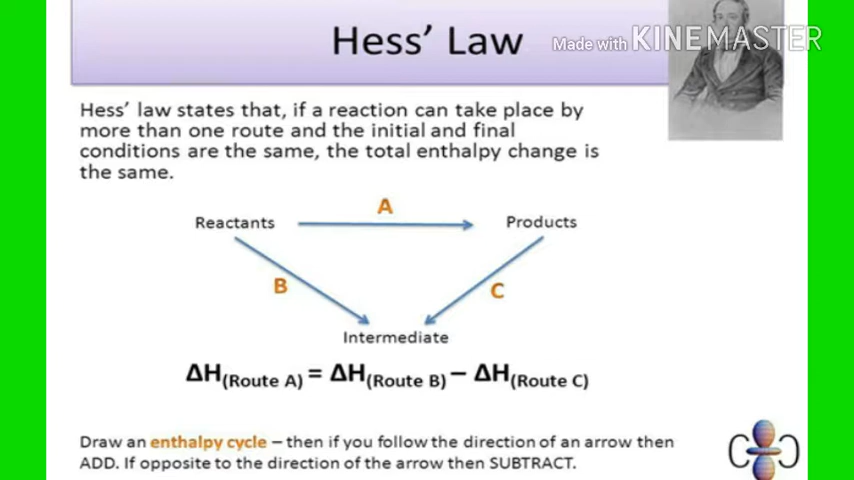 Hess’ Law
Made with KINEMASTER
Hess’ law states that, if a reaction can take place by
more than one route and the initial and final
conditions are the same, the total enthalpy change is
the same.
A
Reactants
Products
B
C
Intermediate
ΔH(Route A) = ΔH(Route B) – ΔH(Route C)
Draw an enthalpy cycle – then if you follow the direction of an arrow then
ADD. If opposite to the direction of the arrow then SUBTRACT.